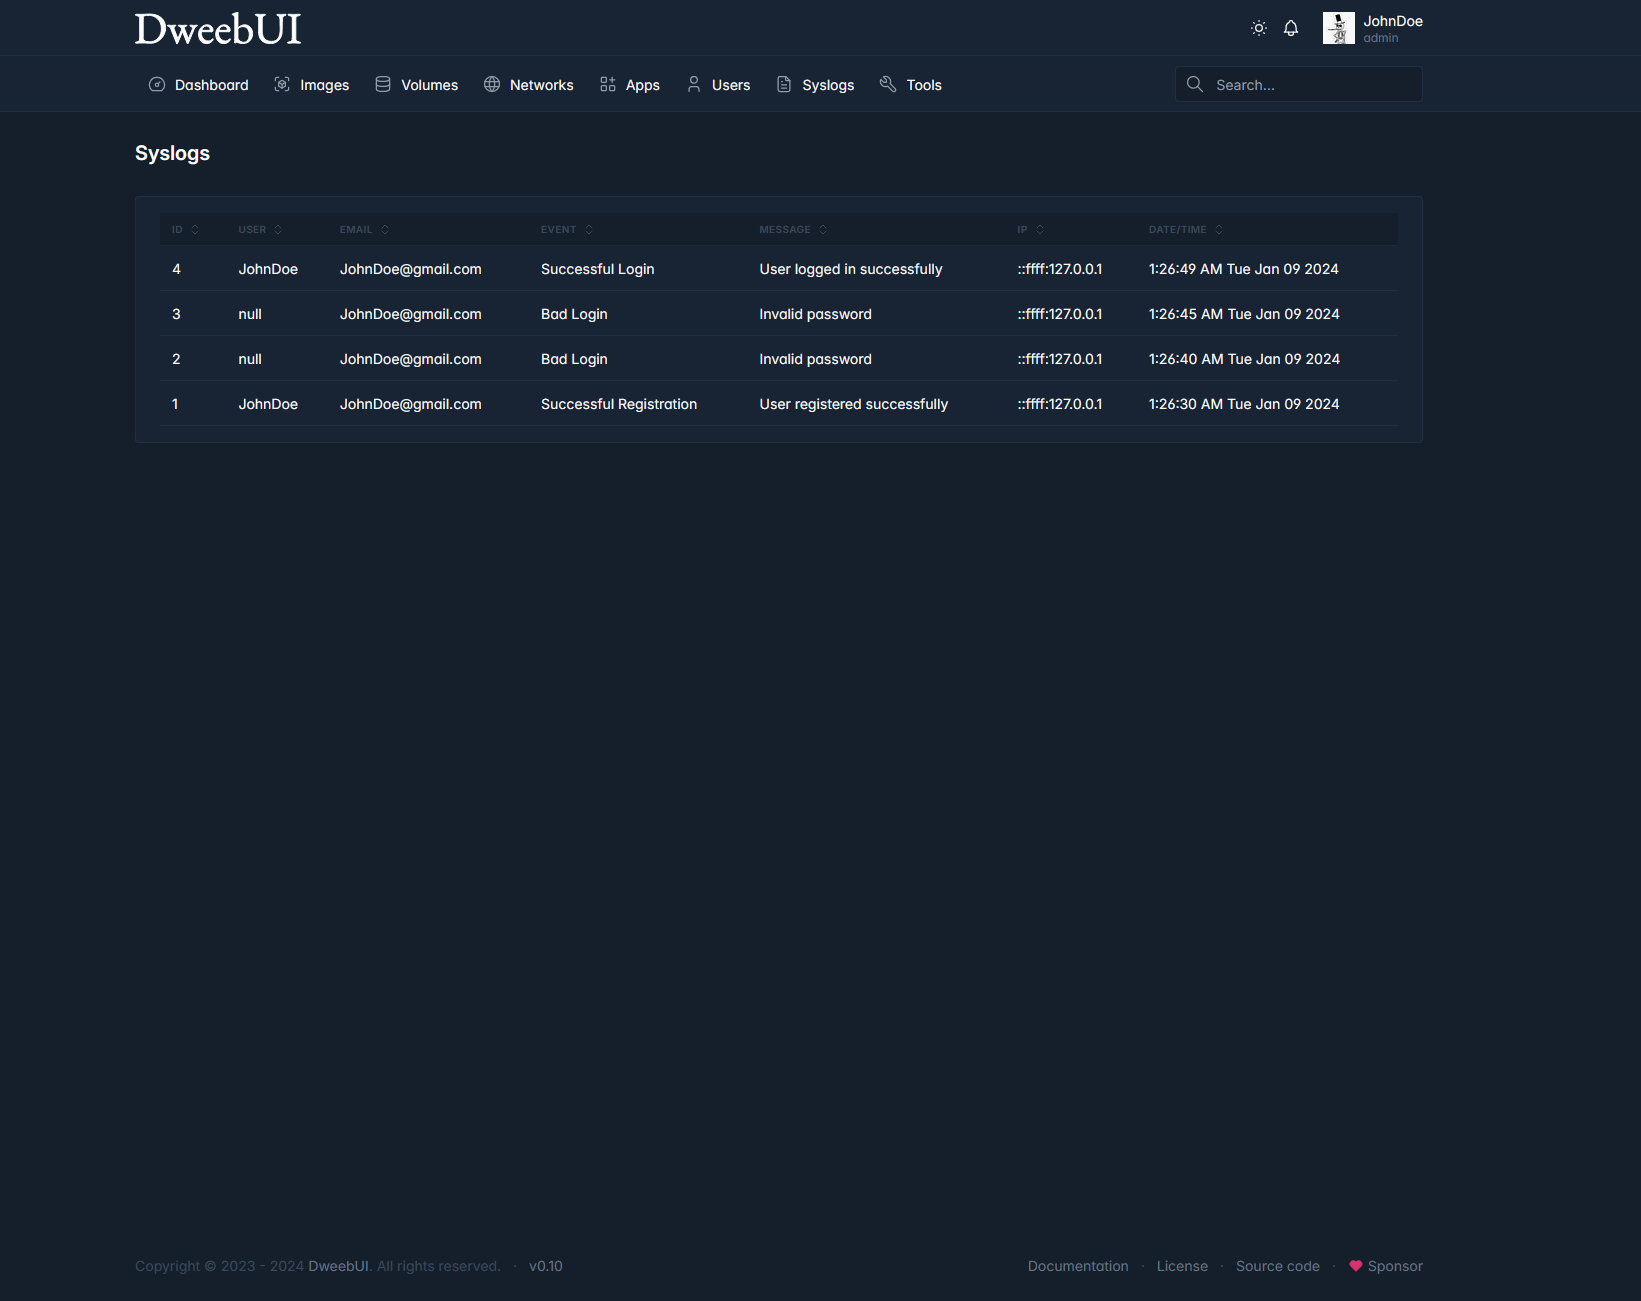 DweebUI
JohnDoe
admin
Dashboard Images Volumes Networks Apps Users Syslogs Tools Search...
Syslogs
ID USER EMAIL EVENT MESSAGE IP DATE/TIME
4 JohnDoe JohnDoe@gmail.com Successful Login User logged in successfully ::ffff:127.0.0.1 1:26:49 AM Tue Jan 09 2024
3 null JohnDoe@gmail.com Bad Login Invalid password ::ffff:127.0.0.1 1:26:45 AM Tue Jan 09 2024
2 null JohnDoe@gmail.com Bad Login Invalid password ::ffff:127.0.0.1 1:26:40 AM Tue Jan 09 2024
1 JohnDoe JohnDoe@gmail.com Successful Registration User registered successfully ::ffff:127.0.0.1 1:26:30 AM Tue Jan 09 2024
Copyright © 2023 - 2024 DweebUI. All rights reserved. · v0.10 Documentation · License · Source code · Sponsor